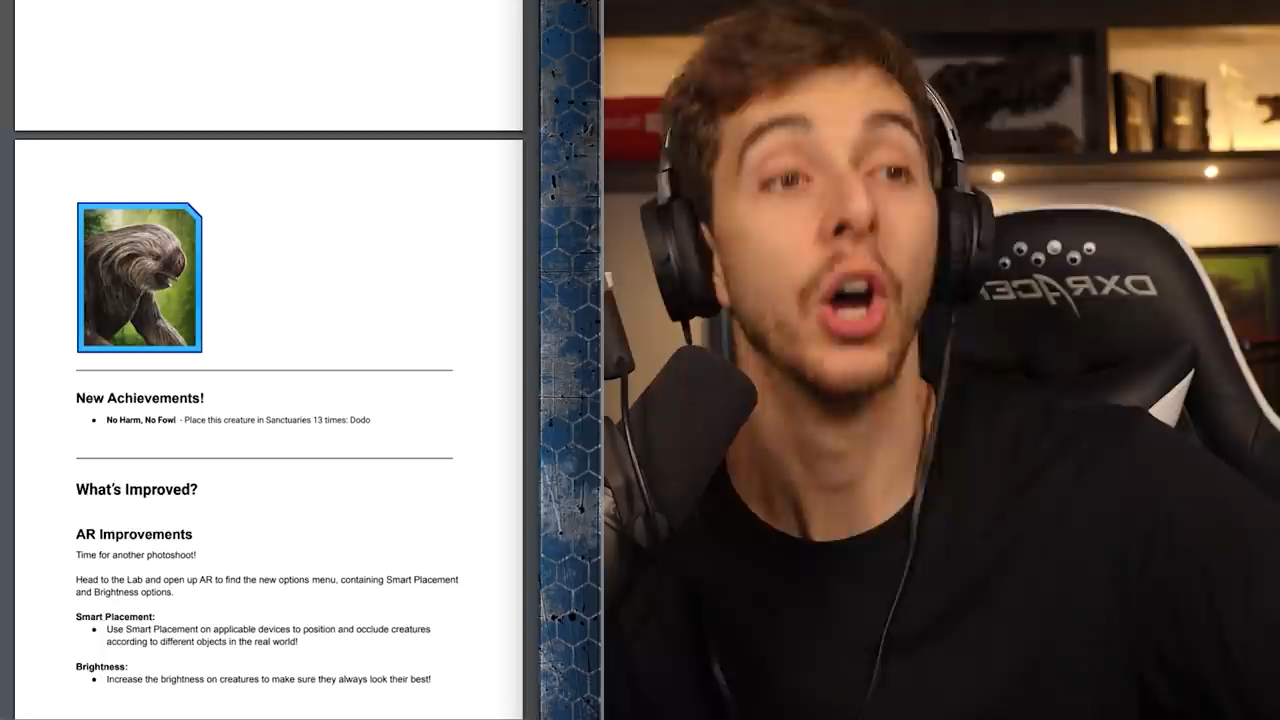 New Achievements!
● No Harm, No Fowl - Place this creature in Sanctuaries 13 times: Dodo
What's Improved?
AR Improvements
Time for another photoshoot!
Head to the Lab and open up AR to find the new options menu, containing Smart Placement
and Brightness options.
Smart Placement:
● Use Smart Placement on applicable devices to position and occlude creatures
according to different objects in the real world!
Brightness:
● Increase the brightness on creatures to make sure they always look their best!
DXRACER